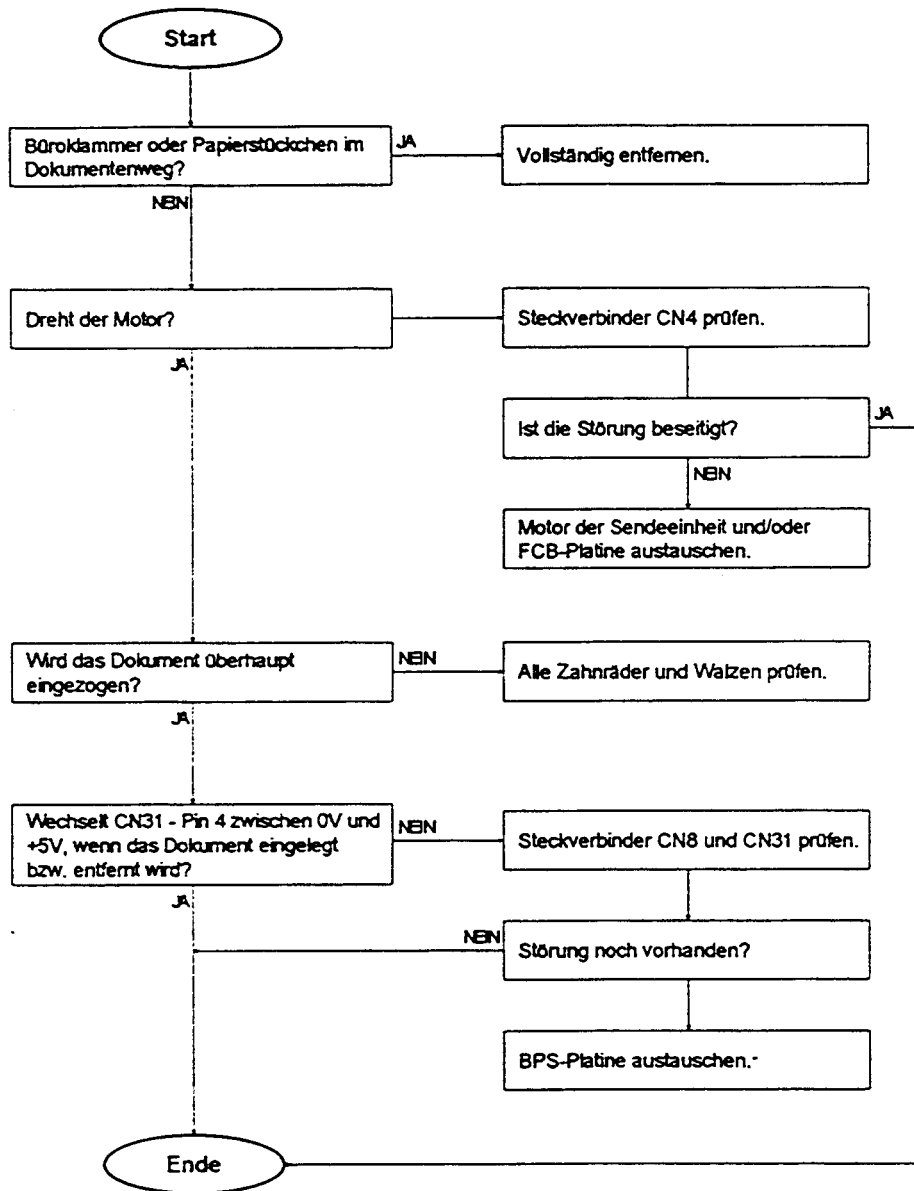 Start
Büroklammer oder Papierstückchen im
Dokumentenweg?
JA
Vollständig entfernen.
NEIN
Dreht der Motor?
Steckverbinder CN4 prüfen.
JA
Ist die Störung beseitigt?
JA
NEIN
Motor der Sendeeinheit und/oder
FCB-Platine austauschen.
Wird das Dokument überhaupt
eingezogen?
NEIN
Alle Zahnräder und Walzen prüfen.
JA
Wechselt CN31 - Pin 4 zwischen 0V und
+5V, wenn das Dokument eingelegt
bzw. entfernt wird?
NEIN
Steckverbinder CN8 und CN31 prüfen.
JA
NEIN
Störung noch vorhanden?
BPS-Platine austauschen.
Ende